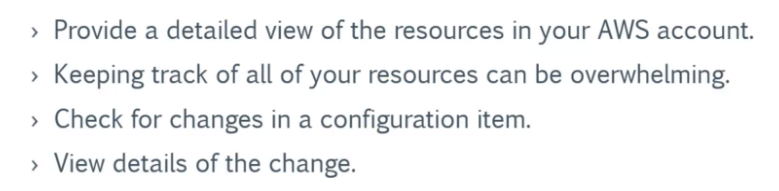 › Provide a detailed view of the resources in your AWS account.
› Keeping track of all of your resources can be overwhelming.
› Check for changes in a configuration item.
› View details of the change.